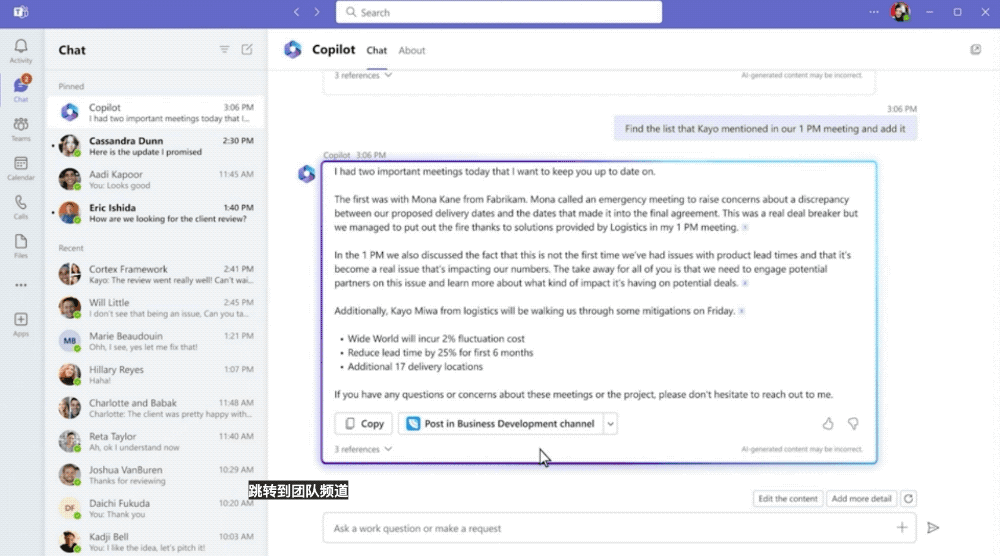 Search
Activity
Chat
2
Teams
Calendar
Calls
Files
Apps
Chat
Pinned
Copilot 3:06 PM
I had two important meetings today that I...
Cassandra Dunn 2:30 PM
Here is the update I promised
Aadi Kapoor 11:45 AM
You: Looks good
Eric Ishida 1:40 PM
How are we looking for the client review?
Recent
Cortex Framework 2:41 PM
Kayo: The review went really well! Can't wai...
Will Little 2:45 PM
I don't see that being an issue. Can you ta...
MB
Marie Beaudouin 1:21 PM
Ohh, I see, yes let me fix that!
Hillary Reyes 1:07 PM
Haha!
Charlotte and Babak 11:48 AM
Charlotte: The client was pretty happy with...
Reta Taylor 11:40 AM
Ah, ok I understand now
Joshua VanBuren 10:29 AM
Thanks for reviewing
DF
Daichi Fukuda 10:20 AM
You: Thank you
Kadji Bell 10:03 AM
You: I like the idea, let's pitch it!
Copilot Chat About
3 references AI-generated content may be incorrect.
3:06 PM
Find the list that Kayo mentioned in our 1 PM meeting and add it
Copilot 3:06 PM
I had two important meetings today that I want to keep you up to date on.
The first was with Mona Kane from Fabrikam. Mona called an emergency meeting to raise concerns about a discrepancy
between our proposed delivery dates and the dates that made it into the final agreement. This was a real deal breaker but
we managed to put out the fire thanks to solutions provided by Logistics in my 1 PM meeting.
In the 1 PM we also discussed the fact that this is not the first time we've had issues with product lead times and that it's
become a real issue that's impacting our numbers. The take away for all of you is that we need to engage potential
partners on this issue and learn more about what kind of impact it's having on potential deals.
Additionally, Kayo Miwa from logistics will be walking us through some mitigations on Friday.
• Wide World will incur 2% fluctuation cost
• Reduce lead time by 25% for first 6 months
• Additional 17 delivery locations
If you have any questions or concerns about these meetings or the project, please don't hesitate to reach out to me.
Copy
Post in Business Development channel
3 references AI-generated content may be incorrect.
跳转到团队频道
Edit the content
Add more detail
Ask a work question or make a request